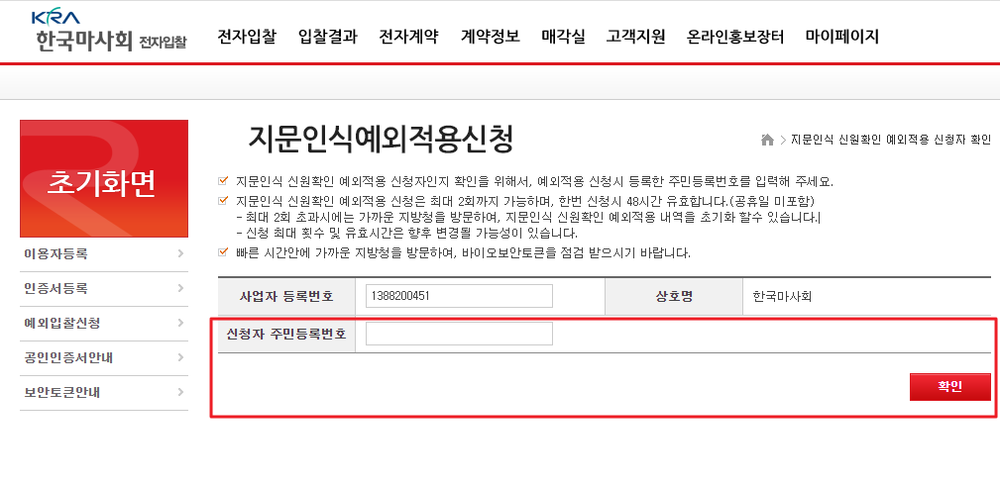 KRA
한국마사회 전자입찰
전자입찰 입찰결과 전자계약 계약정보 매각실 고객지원 온라인홍보장터 마이페이지
초기화면
이용자등록
인증서등록
예외입찰신청
공인인증서안내
보안토큰안내
지문인식예외적용신청
지문인식 신원확인 예외적용 신청자 확인
지문인식 신원확인 예외적용 신청자인지 확인을 위해서, 예외적용 신청시 등록한 주민등록번호를 입력해 주세요.
지문인식 신원확인 예외적용 신청은 최대 2회까지 가능하며, 한번 신청시 48시간 유효합니다.(공휴일 미포함)
- 최대 2회 초과시에는 가까운 지방청을 방문하여, 지문인식 신원확인 예외적용 내역을 초기화 할수 있습니다.
- 신청 최대 횟수 및 유효시간은 향후 변경될 가능성이 있습니다.
빠른 시간안에 가까운 지방청을 방문하여, 바이오보안토큰을 점검 받으시기 바랍니다.
사업자 등록번호 1388200451 상호명 한국마사회
신청자 주민등록번호
확인